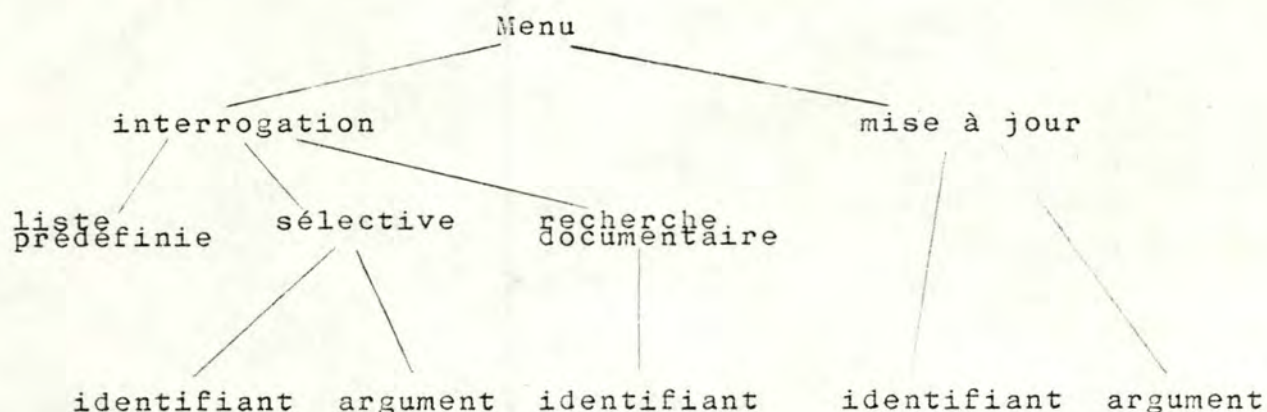 Menu
interrogation mise à jour
liste sélective recherche
prédéfinie documentaire
identifiant argument identifiant identifiant argument